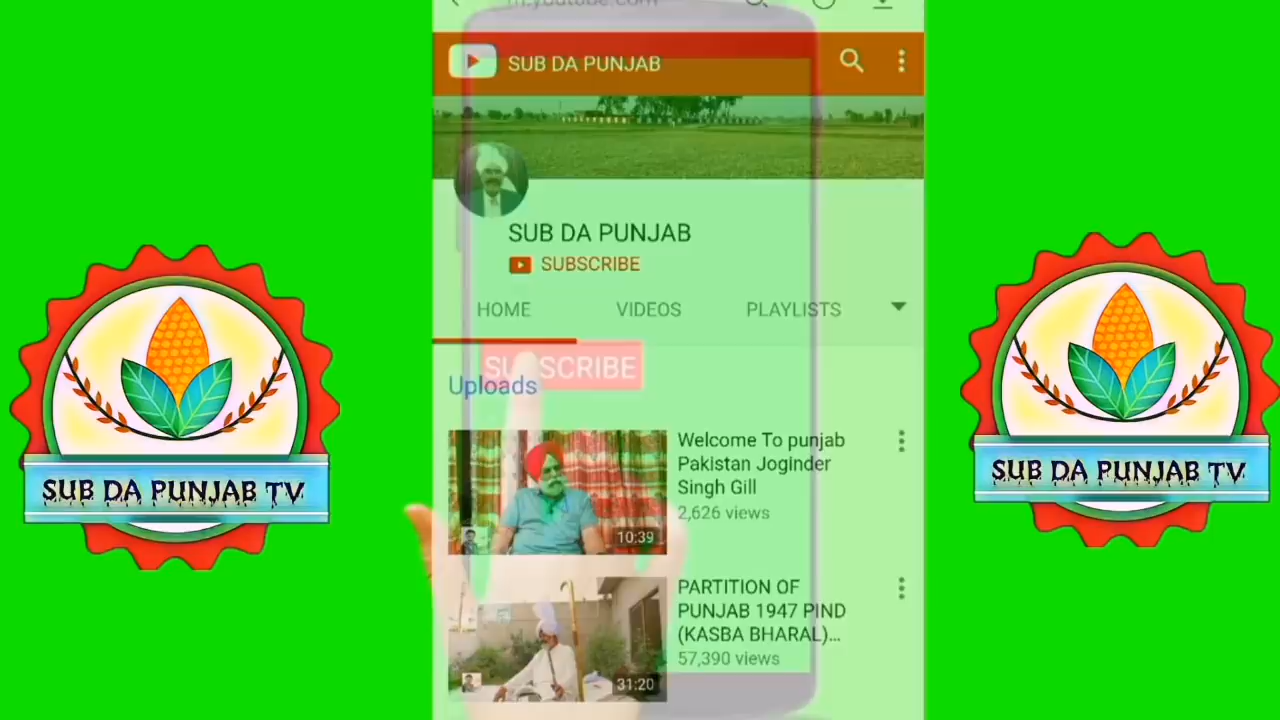 m.youtube.com
SUB DA PUNJAB
SUB DA PUNJAB
SUBSCRIBE
HOME
VIDEOS
PLAYLISTS
SUBSCRIBE
Uploads
Welcome To punjab
Pakistan Joginder
Singh Gill
2,626 views
10:39
PARTITION OF
PUNJAB 1947 PIND
(KASBA BHARAL)...
57,390 views
31:20
SUB DA PUNJAB TV
SUB DA PUNJAB TV